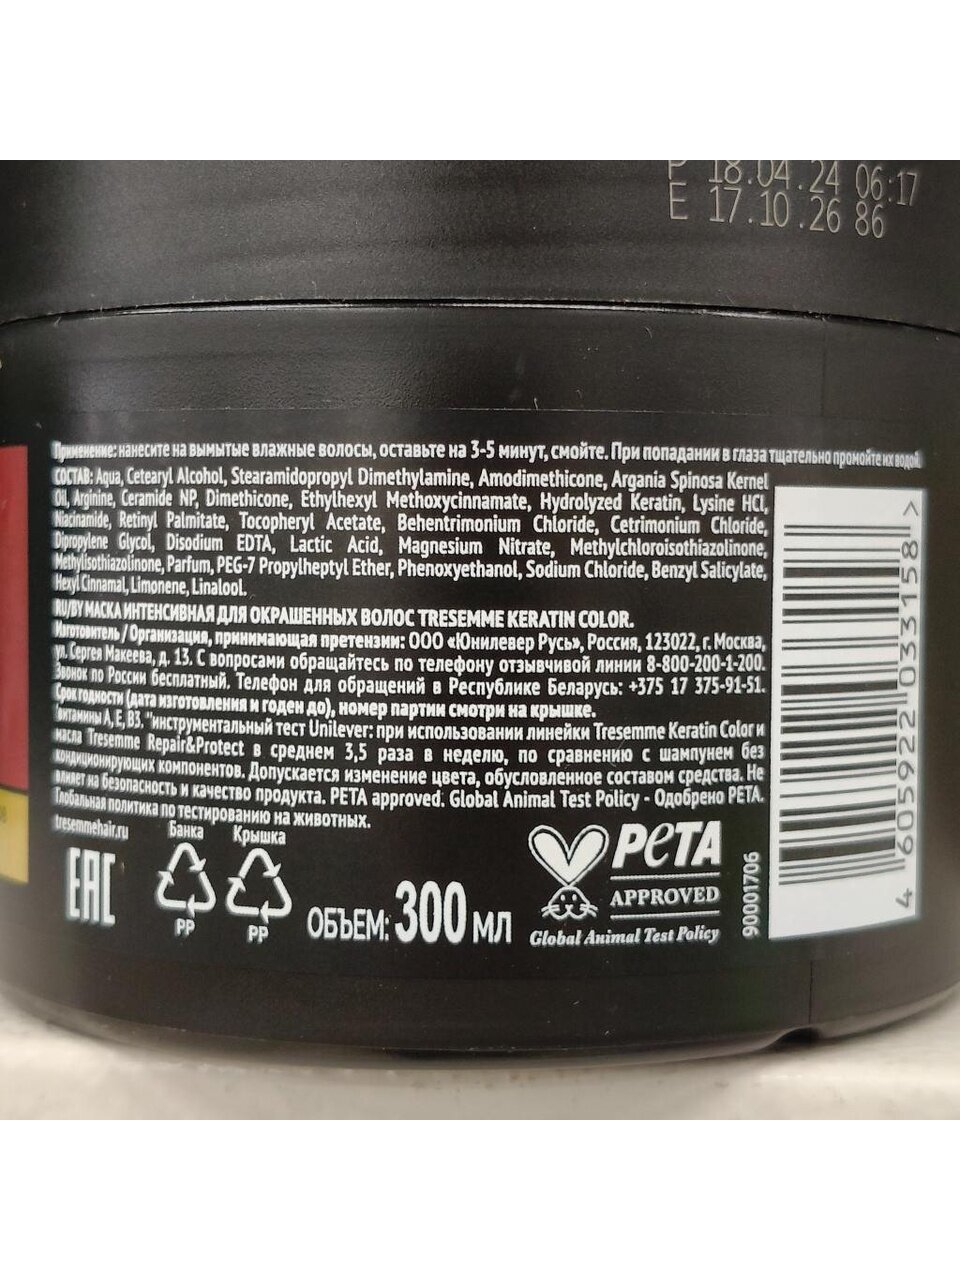 P 18.04.24 06:17
E 17.10.26 86
Применение: нанесите на вымытые влажные волосы, оставьте на 3-5 минут, смойте. При попадании в глаза тщательно промойте их водой
СОСТАВ: Aqua, Cetearyl Alcohol, Stearamidopropyl Dimethylamine, Amodimethicone, Argania Spinosa Kernel
Oil, Arginine, Ceramide NP, Dimethicone, Ethylhexyl Methoxycinnamate, Hydrolyzed Keratin, Lysine HCl,
Niacinamide, Retinyl Palmitate, Tocopheryl Acetate, Behentrimonium Chloride, Cetrimonium Chloride,
Dipropylene Glycol, Disodium EDTA, Lactic Acid, Magnesium Nitrate, Methylchloroisothiazolinone,
Methylisothiazolinone, Parfum, PEG-7 Propylheptyl Ether, Phenoxyethanol, Sodium Chloride, Benzyl Salicylate,
Hexyl Cinnamal, Limonene, Linalool.
RU/BY МАСКА ИНТЕНСИВНАЯ ДЛЯ ОКРАШЕННЫХ ВОЛОС TRESEMME KERATIN COLOR.
Изготовитель / Организация, принимающая претензии: ООО «Юнилевер Русь», Россия, 123022, г. Москва,
ул. Сергея Макеева, д. 13. С вопросами обращайтесь по телефону отзывчивой линии 8-800-200-1-200.
Звонок по России бесплатный. Телефон для обращений в Республике Беларусь: +375 17 375-91-51.
Срок годности (дата изготовления и годен до), номер партии смотри на крышке.
Витамины A, E, B3. "инструментальный тест Unilever: при использовании линейки Tresemme Keratin Color и
масла Tresemme Repair&Protect в среднем 3,5 раза в неделю, по сравнению с шампунем без
кондиционирующих компонентов. Допускается изменение цвета, обусловленное составом средства. Не
влияет на безопасность и качество продукта. PETA approved. Global Animal Test Policy - Одобрено PETA.
Глобальная политика по тестированию на животных.
tresemmehair.ru
Банка Крышка
EAC
PP PP
ОБЪЕМ: 300 МЛ
PETA
APPROVED
Global Animal Test Policy
90001706
4 605922 033158 >